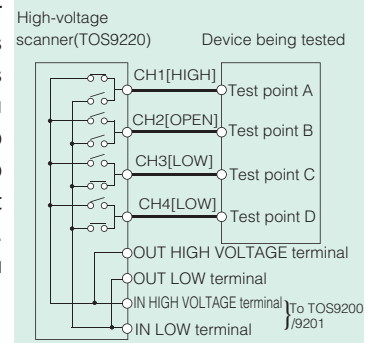 High-voltage
scanner(TOS9220)
Device being tested
CH1[HIGH]
Test point A
CH2[OPEN]
Test point B
CH3[LOW]
Test point C
CH4[LOW]
Test point D
OUT HIGH VOLTAGE terminal
OUT LOW terminal
IN HIGH VOLTAGE terminal
To TOS9200
/9201
IN LOW terminal